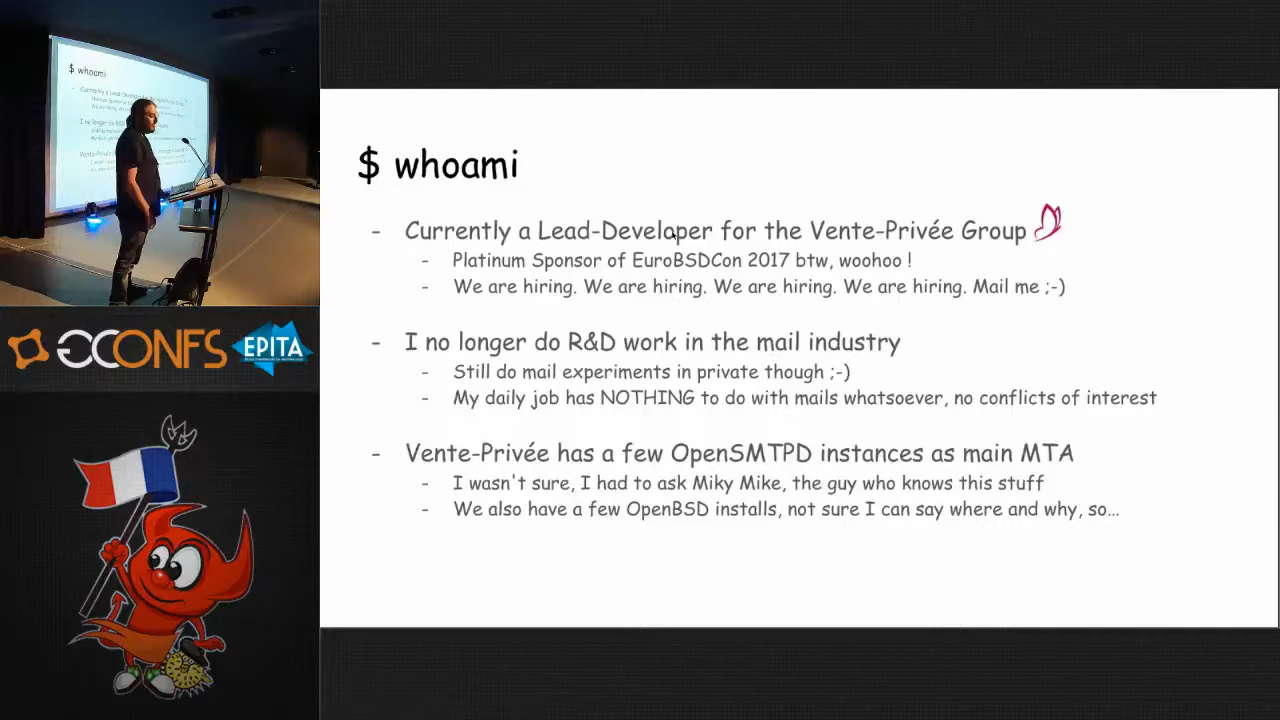 $ whoami
- Currently a Lead-Developer for the Vente-Privée Group
- Platinum Sponsor of EuroBSDCon 2017 btw, woohoo !
- We are hiring. We are hiring. We are hiring. We are hiring. Mail me ;-)
- I no longer do R&D work in the mail industry
- Still do mail experiments in private though ;-)
- My daily job has NOTHING to do with mails whatsoever, no conflicts of interest
- Vente-Privée has a few OpenSMTPD instances as main MTA
- I wasn't sure, I had to ask Miky Mike, the guy who knows this stuff
- We also have a few OpenBSD installs, not sure I can say where and why, so...
$ whoami
GCONFS
EPITA